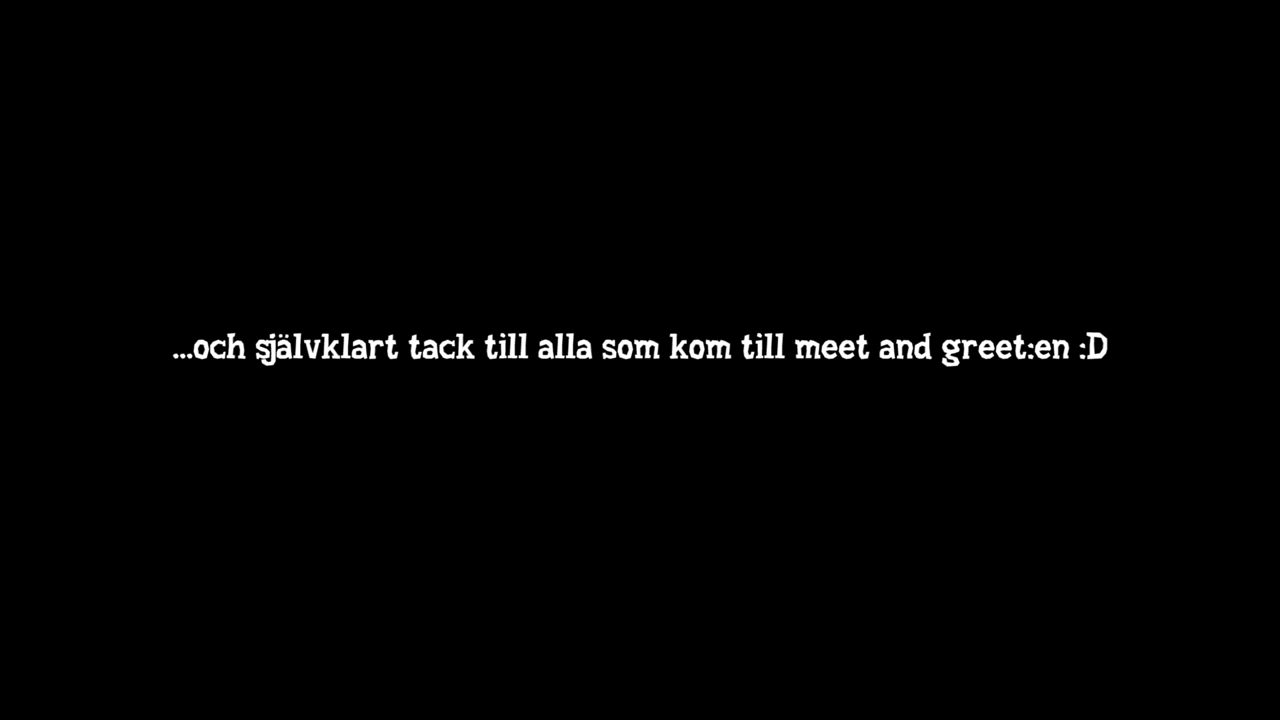 ...och självklart tack till alla som kom till meet and greet:en :D